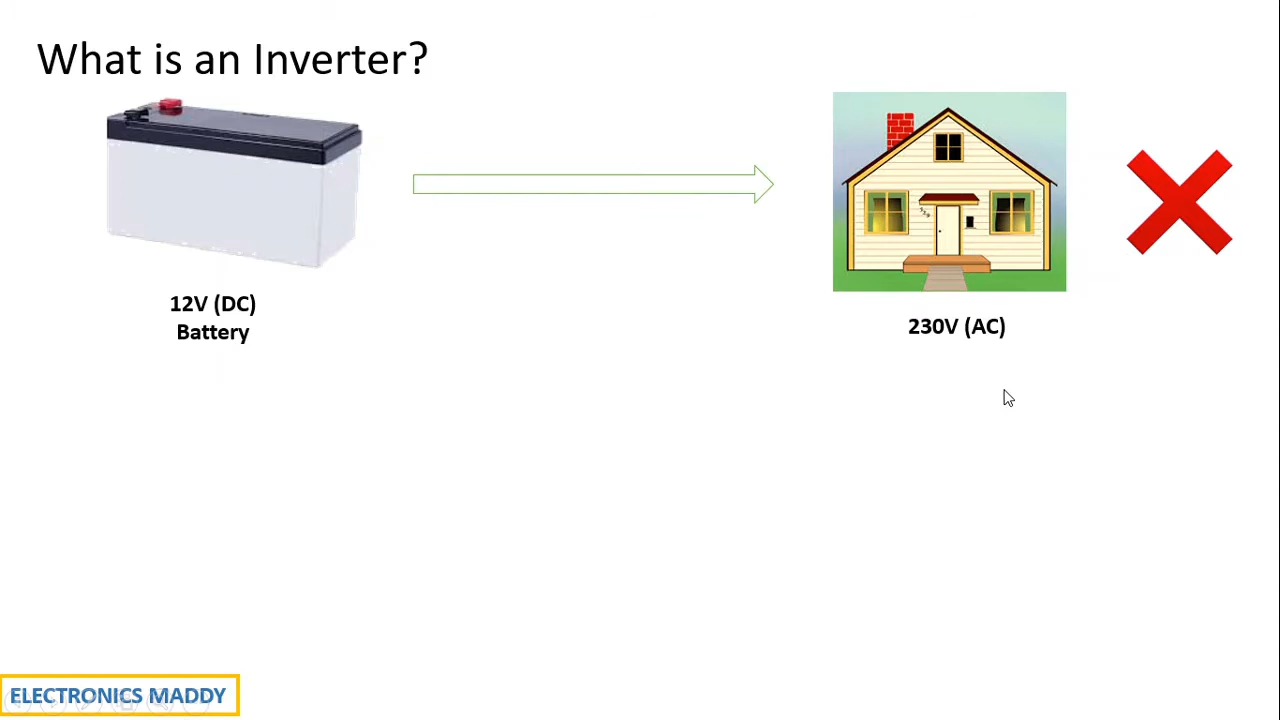 What is an Inverter?
12V (DC)
Battery
230V (AC)
ELECTRONICS MADDY